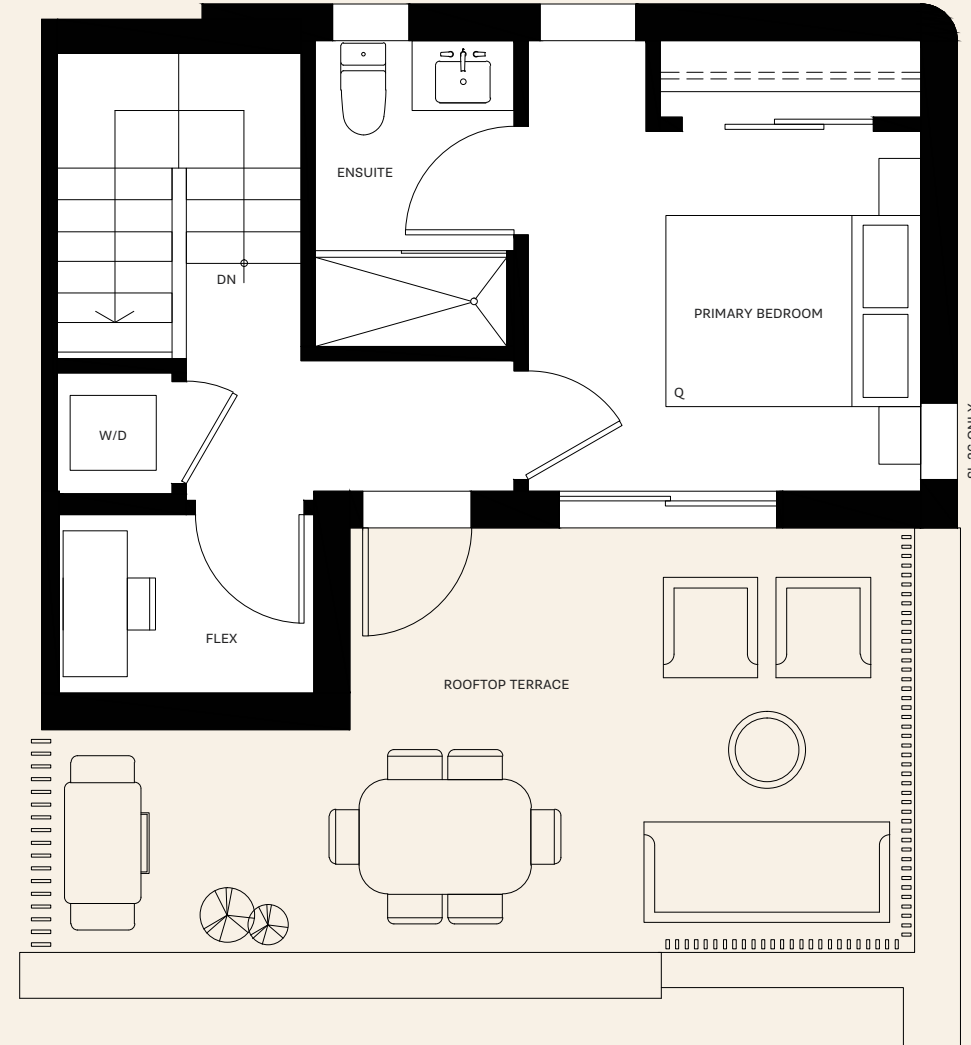 ENSUITE
DN
PRIMARY BEDROOM
Q
W/D
FLEX
ROOFTOP TERRACE